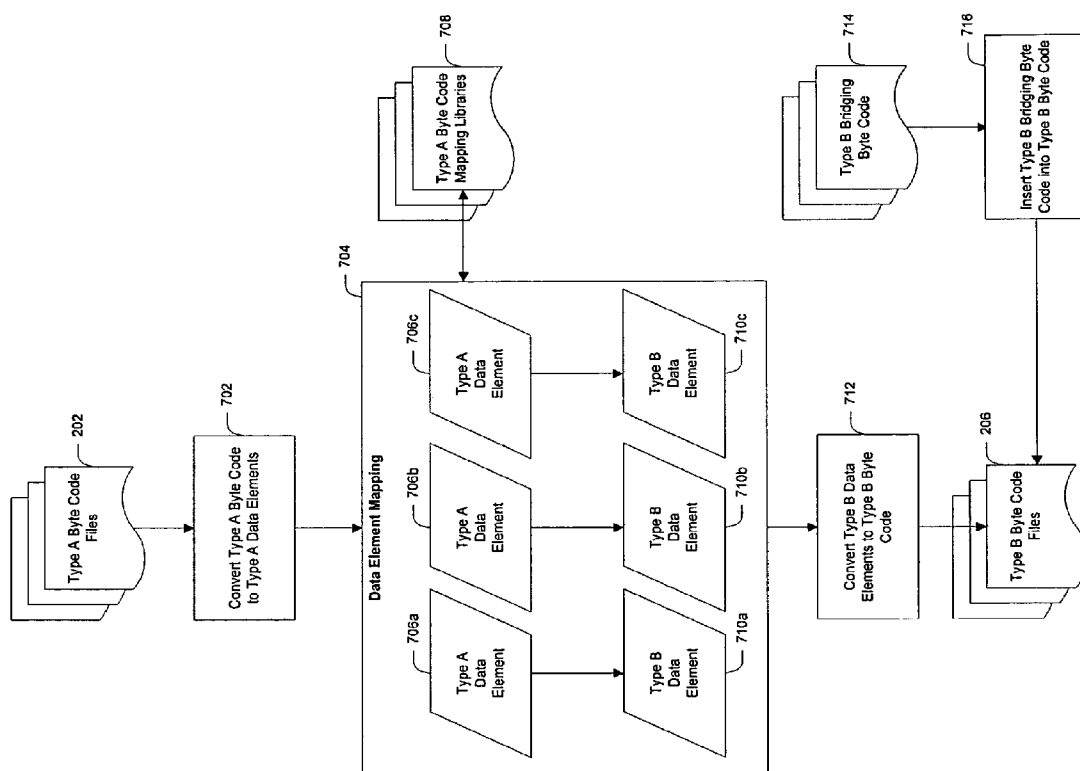 202
Type A Byte Code
Files
702
Convert Type A Byte Code
to Type A Data Elements
704
Data Element Mapping
706a
Type A
Data
Element
706b
Type A
Data
Element
706c
Type A
Data
Element
708
Type A Byte Code
Mapping Libraries
Type B
Data
Element
710a
Type B
Data
Element
710b
Type B
Data
Element
710c
712
Convert Type B Data
Elements to Type B Byte
Code
714
Type B Bridging
Byte Code
206
Type B Byte Code
Files
716
Insert Type B Bridging Byte
Code into Type B Byte Code